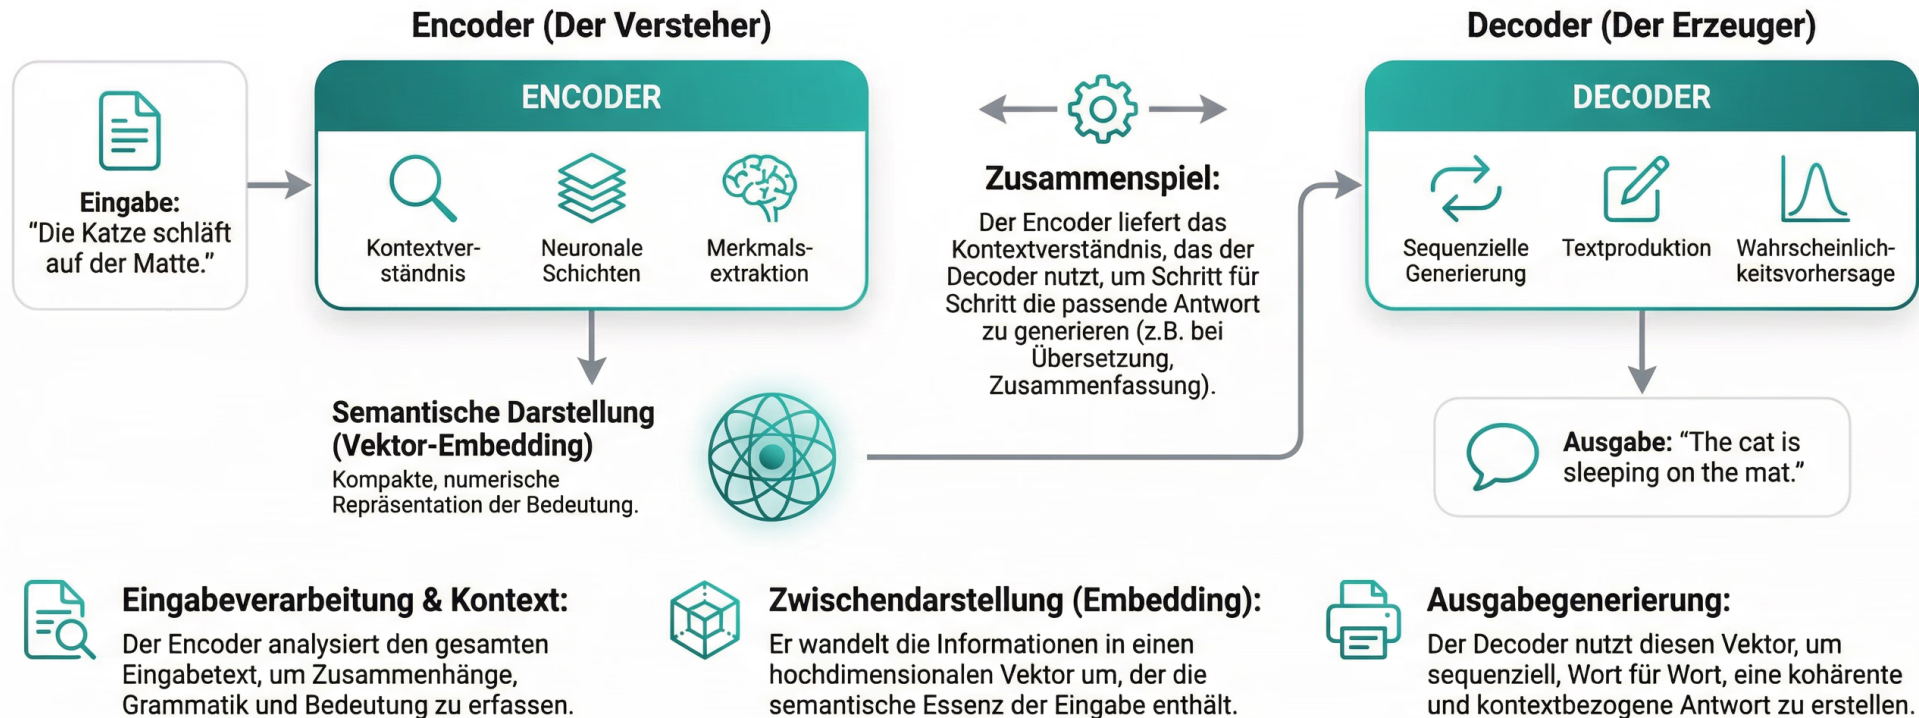 Encoder (Der Versteher)
Decoder (Der Erzeuger)
Eingabe:
“Die Katze schläft
auf der Matte.”
ENCODER
Kontextver-
ständnis
Neuronale
Schichten
Merkmals-
extraktion
Semantische Darstellung
(Vektor-Embedding)
Kompakte, numerische
Repräsentation der Bedeutung.
Zusammenspiel:
Der Encoder liefert das
Kontextverständnis, das der
Decoder nutzt, um Schritt für
Schritt die passende Antwort
zu generieren (z.B. bei
Übersetzung,
Zusammenfassung).
DECODER
Sequenzielle
Generierung
Textproduktion
Wahrscheinlich-
keitsvorhersage
Ausgabe: “The cat is
sleeping on the mat.”
Eingabeverarbeitung & Kontext:
Der Encoder analysiert den gesamten
Eingabetext, um Zusammenhänge,
Grammatik und Bedeutung zu erfassen.
Zwischendarstellung (Embedding):
Er wandelt die Informationen in einen
hochdimensionalen Vektor um, der die
semantische Essenz der Eingabe enthält.
Ausgabegenerierung:
Der Decoder nutzt diesen Vektor, um
sequenziell, Wort für Wort, eine kohärente
und kontextbezogene Antwort zu erstellen.